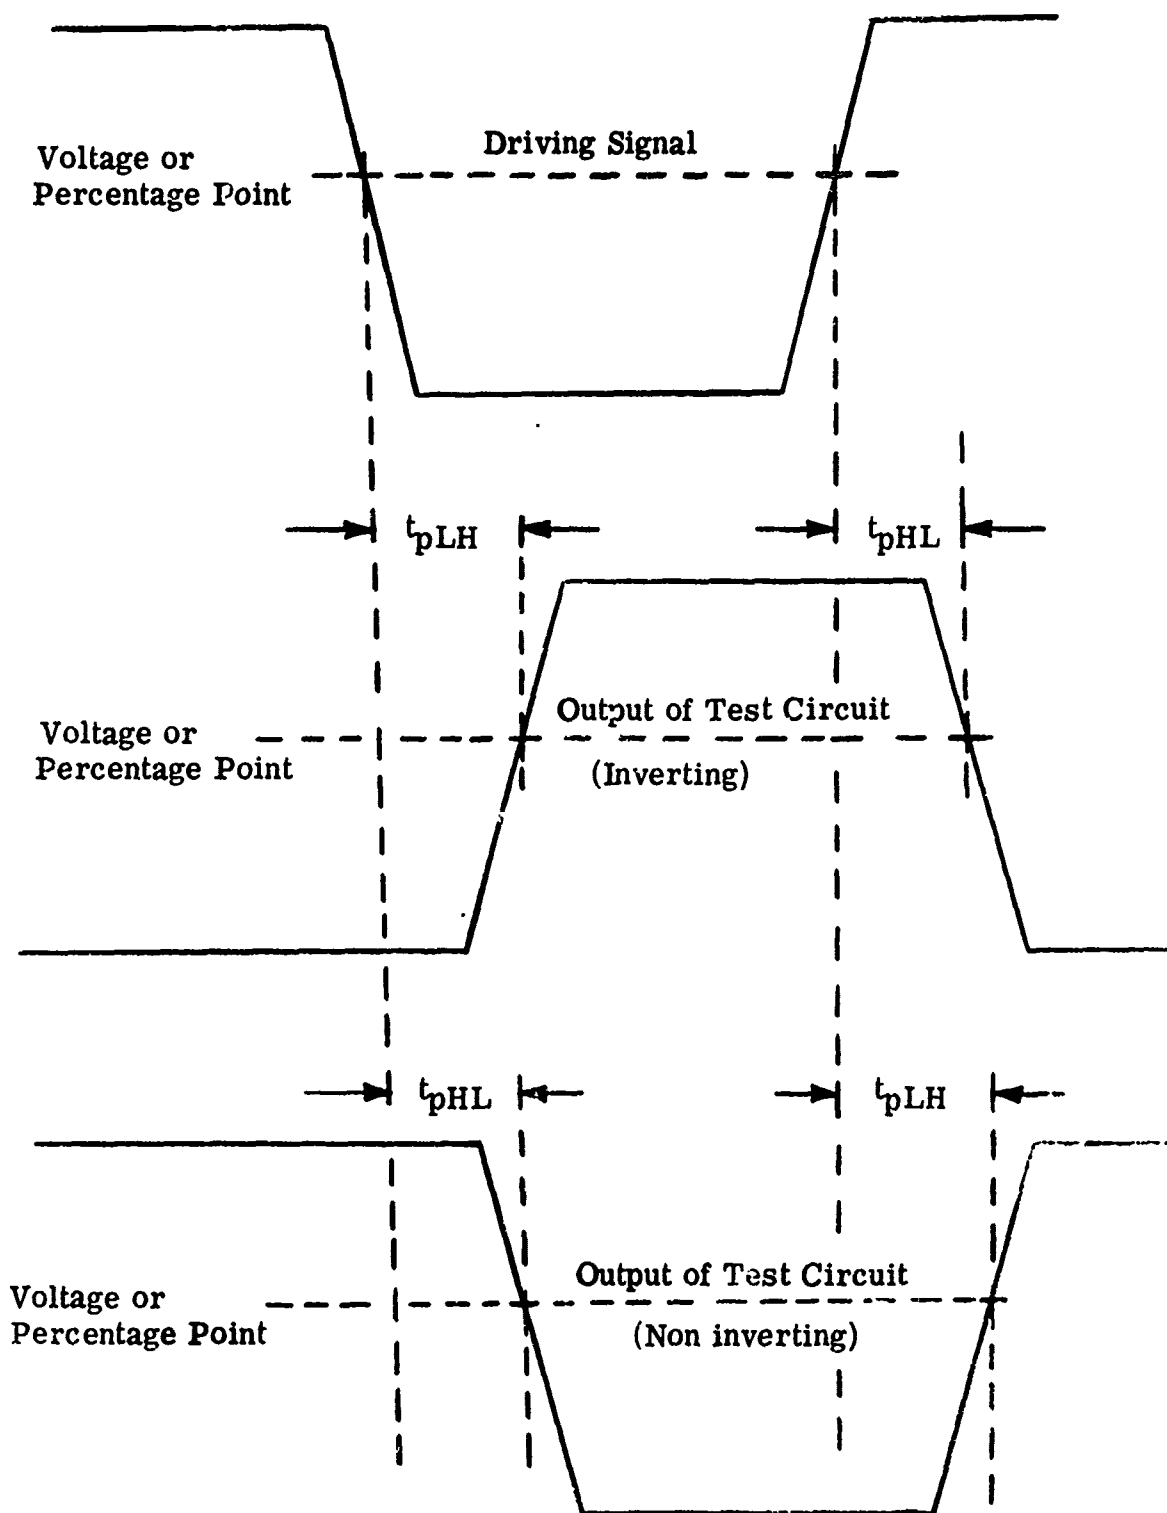 Driving Signal
Voltage or
Percentage Point
tpLH
tpHL
Output of Test Circuit
Voltage or
Percentage Point
(Inverting)
tpHL
tpLH
Output of Test Circuit
Voltage or
Percentage Point
(Non inverting)